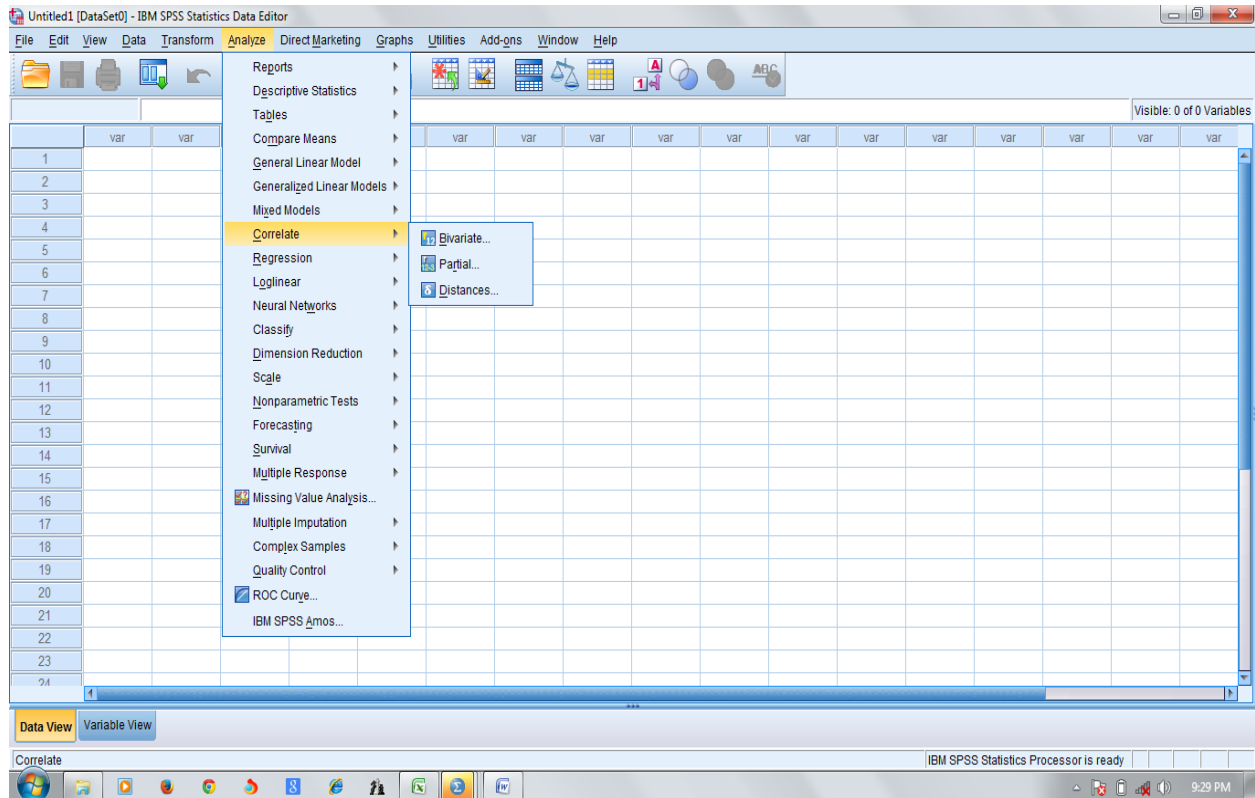 Untitled1 [DataSet0] - IBM SPSS Statistics Data Editor
File Edit View Data Transform Analyze Direct Marketing Graphs Utilities Add-ons Window Help
A
1
ABC
Visible: 0 of 0 Variables
var var var var var var var var var var var var var var
Reports
Descriptive Statistics
Tables
Compare Means
General Linear Model
Generalized Linear Models
Mixed Models
Correlate
Regression
Loglinear
Neural Networks
Classify
Dimension Reduction
Scale
Nonparametric Tests
Forecasting
Survival
Multiple Response
Missing Value Analysis...
Multiple Imputation
Complex Samples
Quality Control
ROC Curve...
IBM SPSS Amos...
Bivariate...
Partial...
Distances...
1
2
3
4
5
6
7
8
9
10
11
12
13
14
15
16
17
18
19
20
21
22
23
24
Data View Variable View
Correlate
IBM SPSS Statistics Processor is ready
9:29 PM